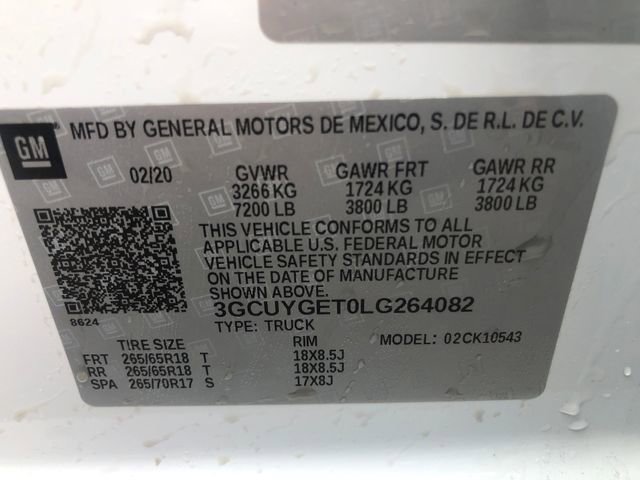 GM MFD BY GENERAL MOTORS DE MEXICO, S. DE R.L. DE C.V.
02/20 GVWR GAWR FRT GAWR RR
3266 KG 1724 KG 1724 KG
7200 LB 3800 LB 3800 LB
THIS VEHICLE CONFORMS TO ALL
APPLICABLE U.S. FEDERAL MOTOR
VEHICLE SAFETY STANDARDS IN EFFECT
ON THE DATE OF MANUFACTURE
SHOWN ABOVE.
8624 3GCUYGET0LG264082
TYPE: TRUCK MODEL: 02CK10543
TIRE SIZE RIM
FRT 265/65R18 T 18X8.5J
RR 265/65R18 T 18X8.5J
SPA 265/70R17 S 17X8J